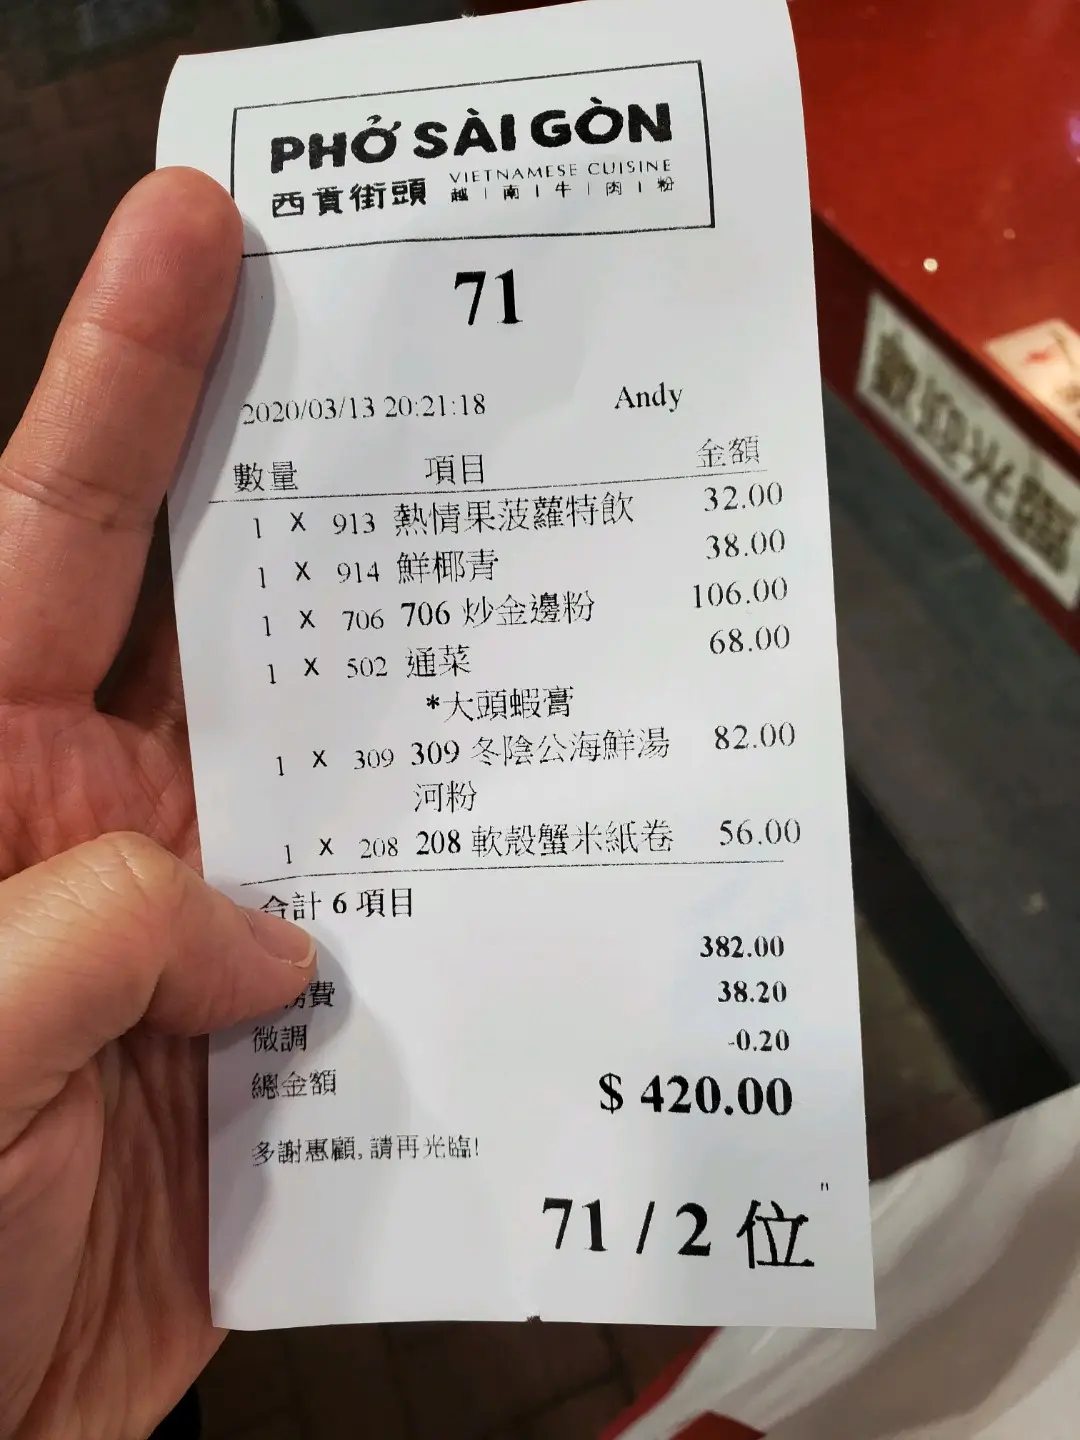 PHỞ SÀI GÒN
西貢街頭 VIETNAMESE CUISINE
越 | 南 | 牛 | 肉 | 粉
71
2020/03/13 20:21:18 Andy
數量 項目 金額
1 X 913 熱情果菠蘿特飲 32.00
1 X 914 鮮椰青 38.00
1 X 706 706 炒金邊粉 106.00
1 X 502 通菜 68.00
*大頭蝦膏
1 X 309 309 冬陰公海鮮湯 82.00
河粉
1 X 208 208 軟殼蟹米紙卷 56.00
合計 6 項目
382.00
務費 38.20
微調 -0.20
總金額 $ 420.00
多謝惠顧, 請再光臨!
71 / 2 位
"